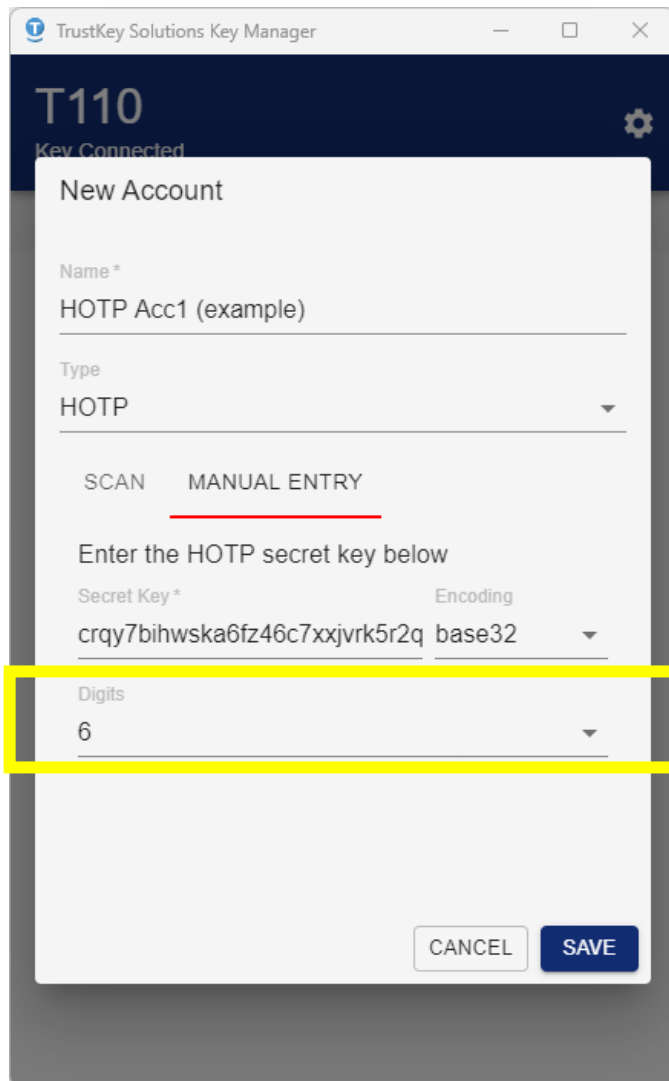 TrustKey Solutions Key Manager
T110
Key Connected
New Account
Name *
HOTP Acc1 (example)
Type
HOTP
SCAN MANUAL ENTRY
Enter the HOTP secret key below
Secret Key * Encoding
crqy7bihwska6fz46c7xxjvrk5r2q base32
Digits
6
CANCEL SAVE